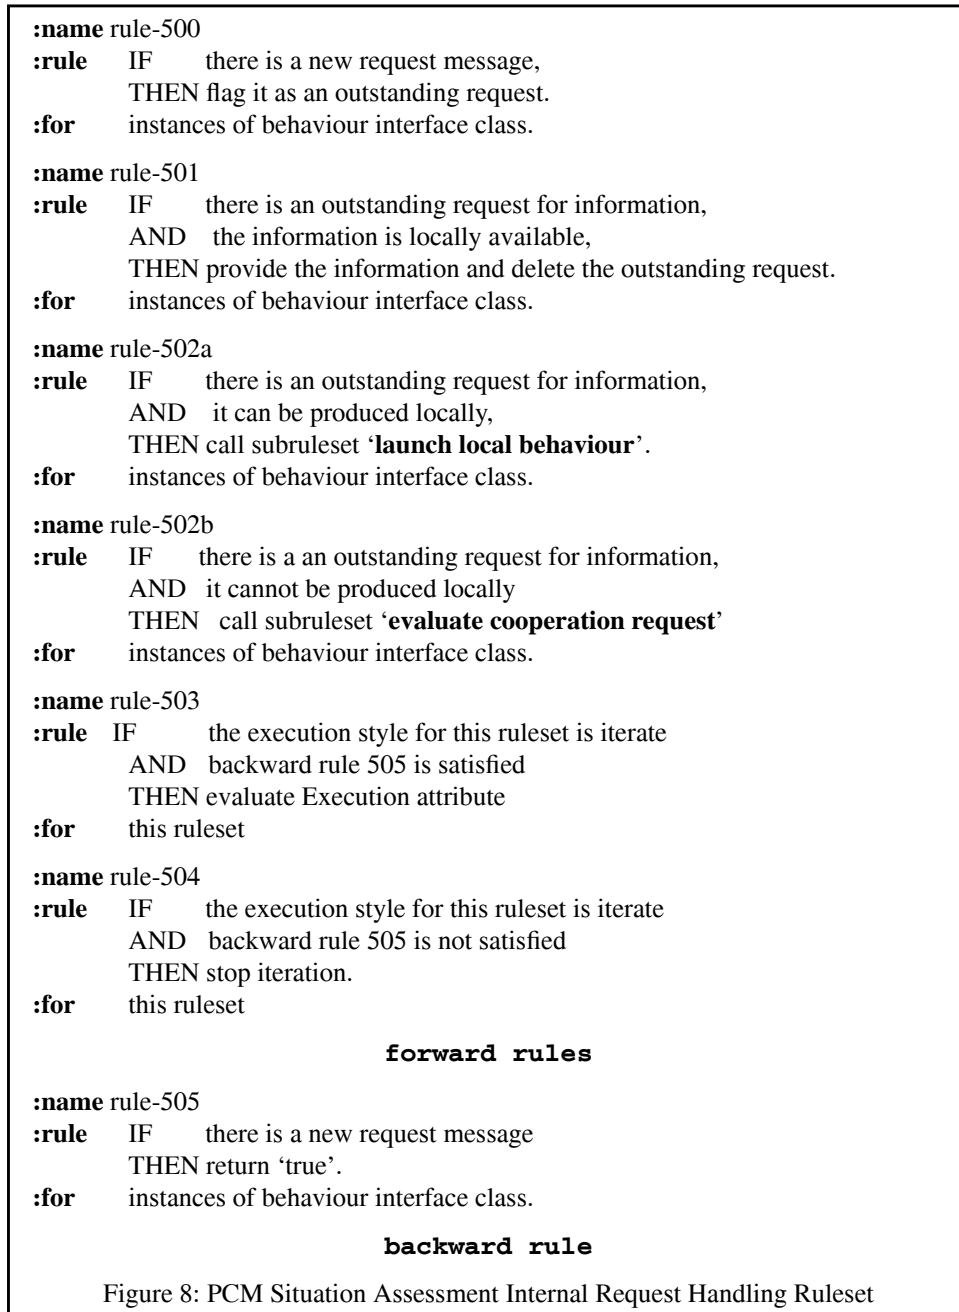 :name rule-500
:rule IF there is a new request message,
THEN flag it as an outstanding request.
:for instances of behaviour interface class.
:name rule-501
:rule IF there is an outstanding request for information,
AND the information is locally available,
THEN provide the information and delete the outstanding request.
:for instances of behaviour interface class.
:name rule-502a
:rule IF there is an outstanding request for information,
AND it can be produced locally,
THEN call subruleset ‘launch local behaviour’.
:for instances of behaviour interface class.
:name rule-502b
:rule IF there is a an outstanding request for information,
AND it cannot be produced locally
THEN call subruleset ‘evaluate cooperation request’
:for instances of behaviour interface class.
:name rule-503
:rule IF the execution style for this ruleset is iterate
AND backward rule 505 is satisfied
THEN evaluate Execution attribute
:for this ruleset
:name rule-504
:rule IF the execution style for this ruleset is iterate
AND backward rule 505 is not satisfied
THEN stop iteration.
:for this ruleset
forward rules
:name rule-505
:rule IF there is a new request message
THEN return ‘true’.
:for instances of behaviour interface class.
backward rule
Figure 8: PCM Situation Assessment Internal Request Handling Ruleset